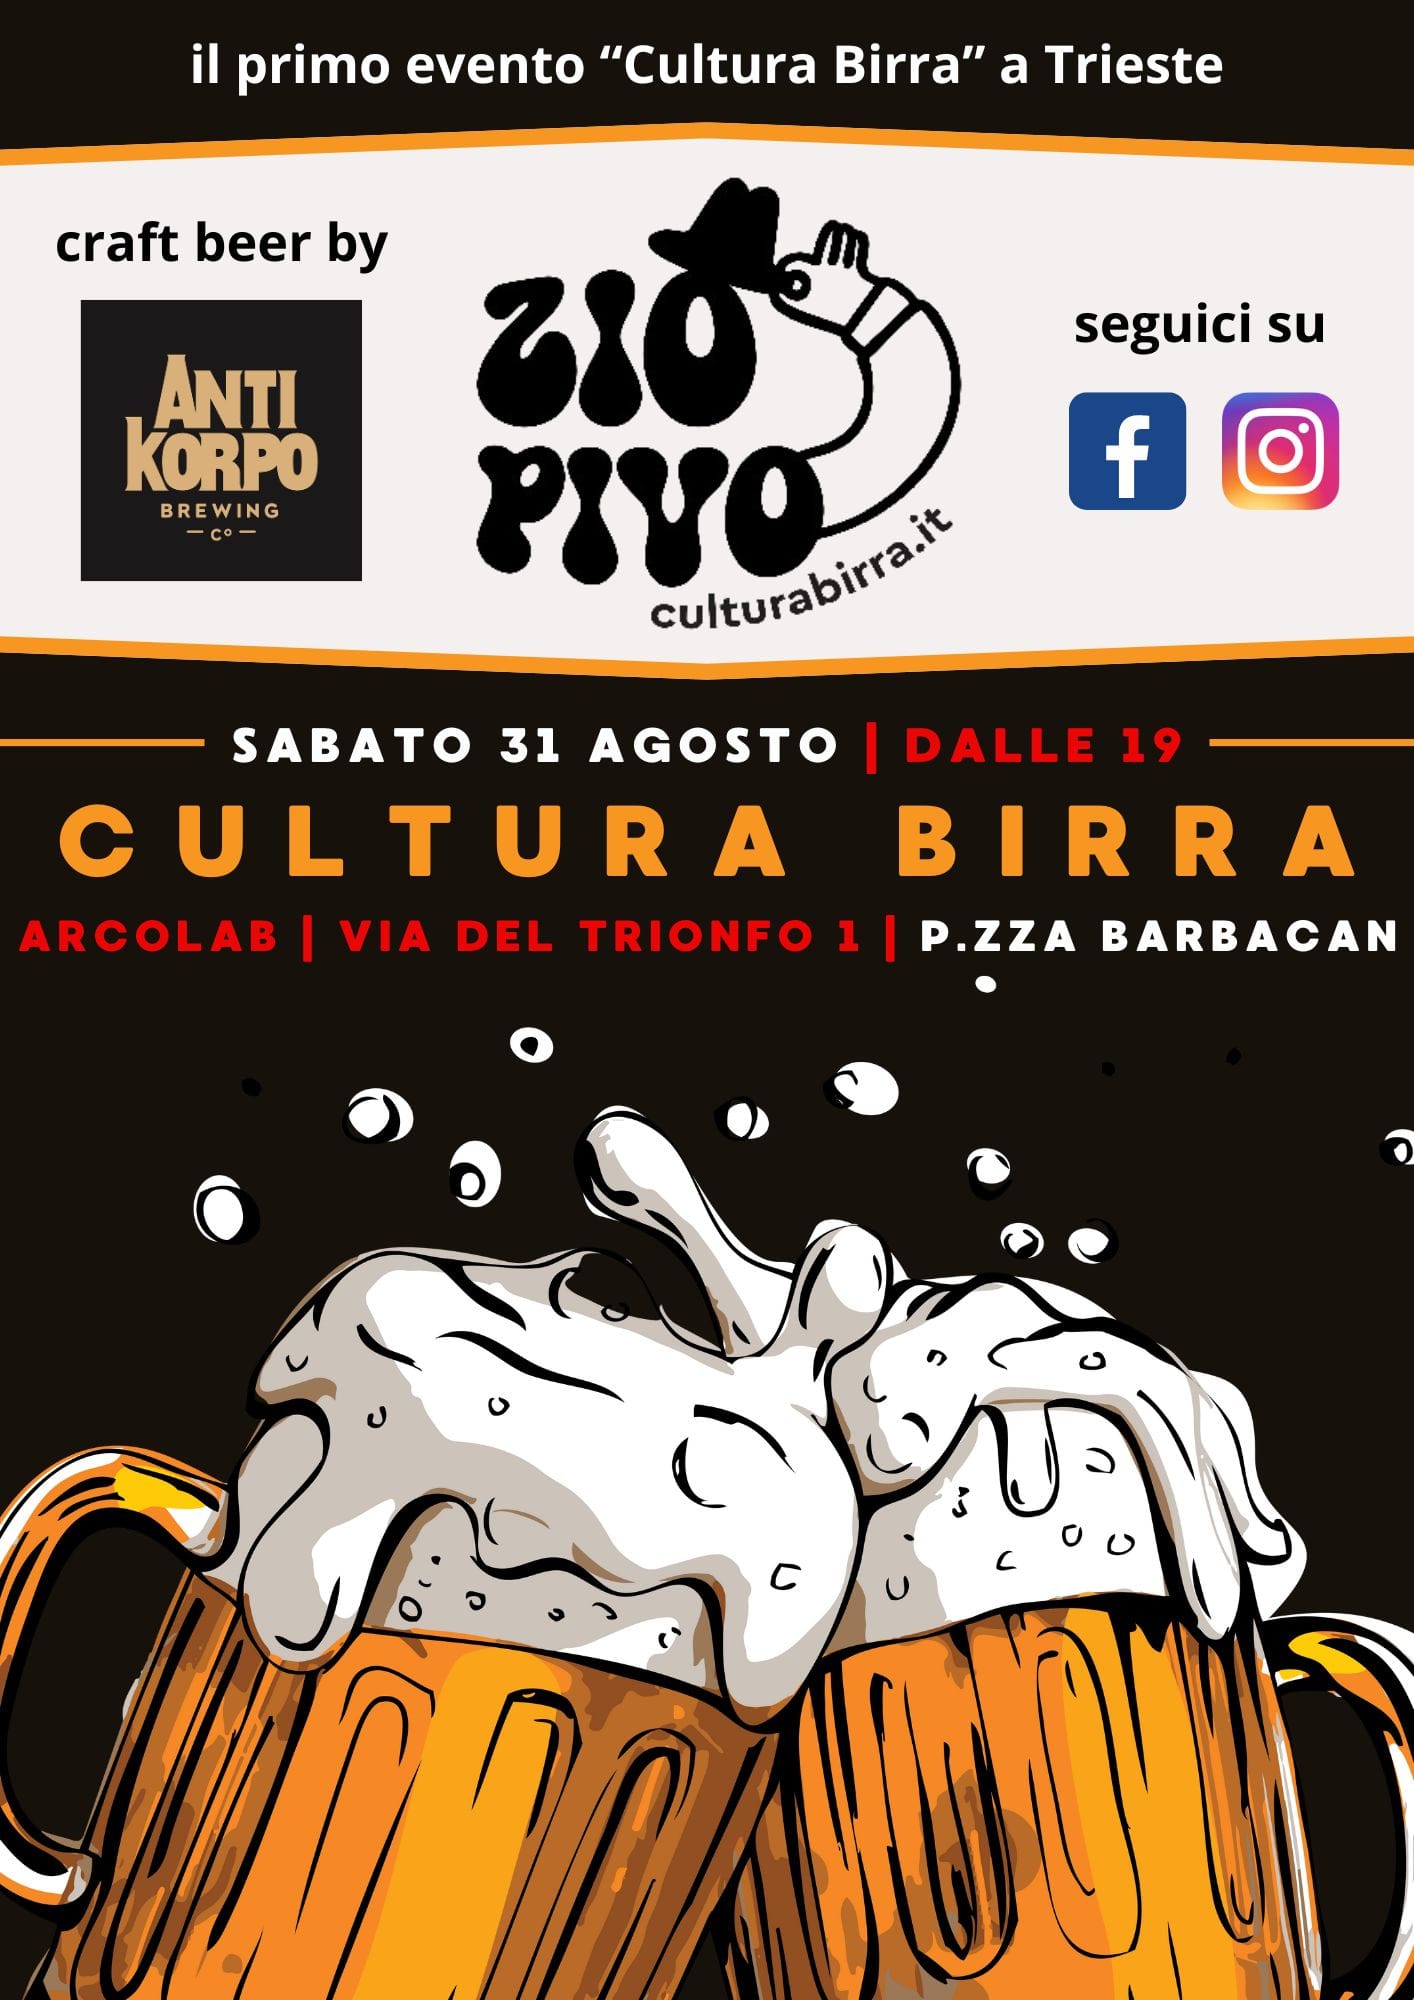 il primo evento “Cultura Birra” a Trieste
craft beer by
ANTI
KORPO
BREWING
Cº
ZIO
PIVO
culturabirra.it
seguici su
SABATO 31 AGOSTO | DALLE 19
CULTURA BIRRA
ARCOLAB | VIA DEL TRIONFO 1 | P.ZZA BARBACAN